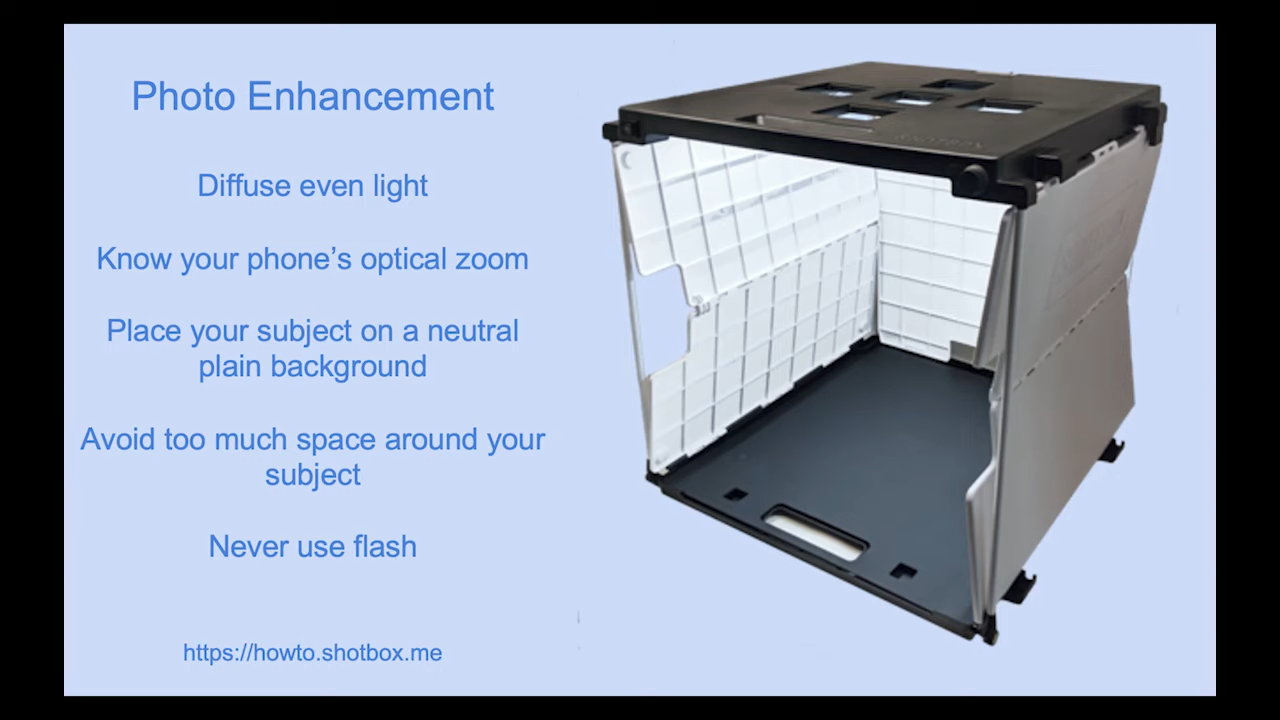 Photo Enhancement
Diffuse even light
Know your phone’s optical zoom
Place your subject on a neutral
plain background
Avoid too much space around your
subject
Never use flash
https://howto.shotbox.me